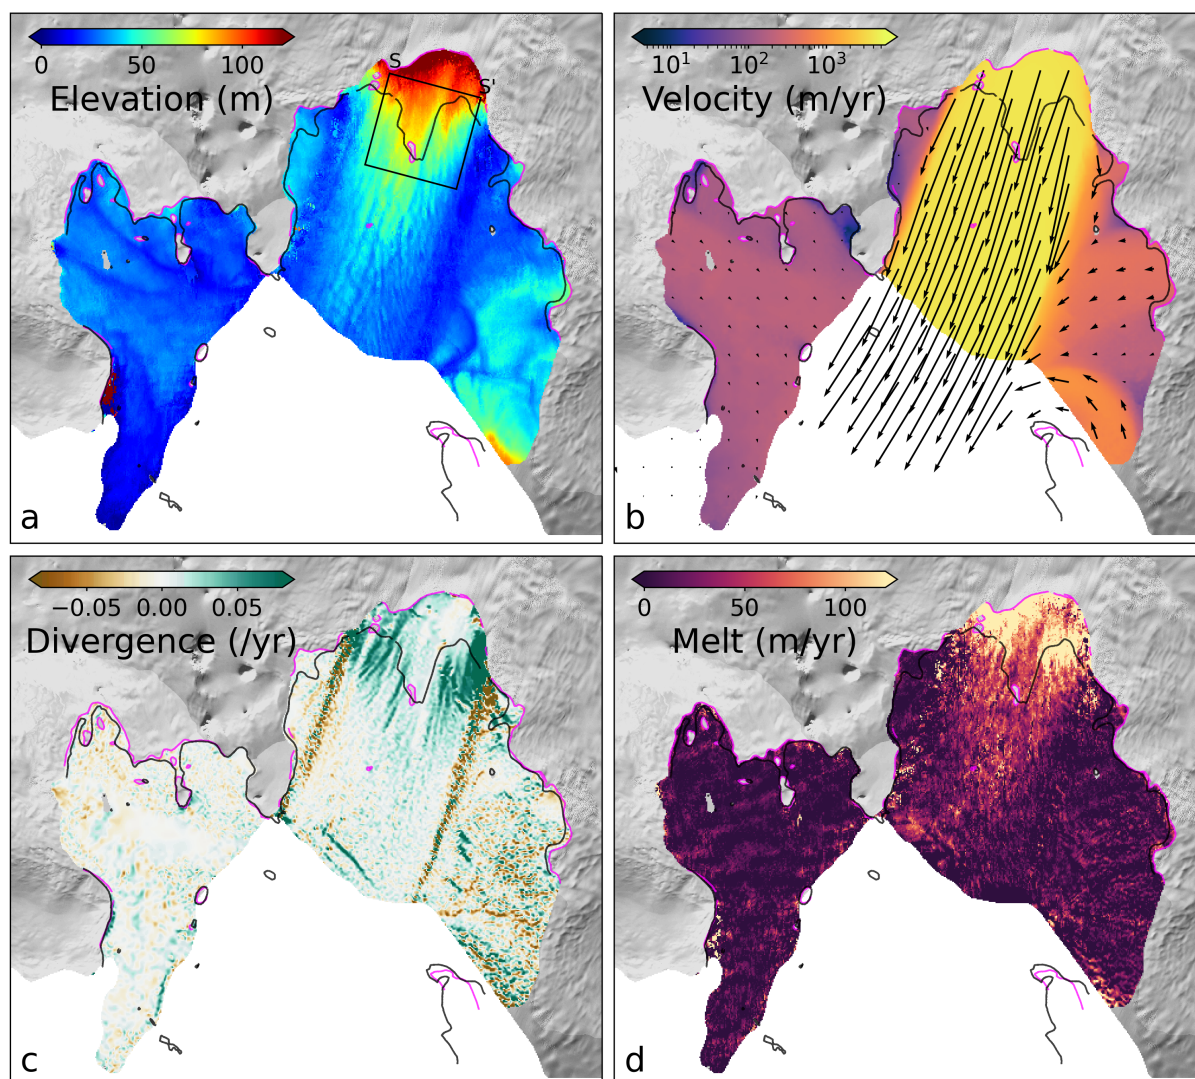 0 50 100
Elevation (m)
S
S'
a
10¹ 10² 10³
Velocity (m/yr)
b
−0.05 0.00 0.05
Divergence (/yr)
c
0 50 100
Melt (m/yr)
d